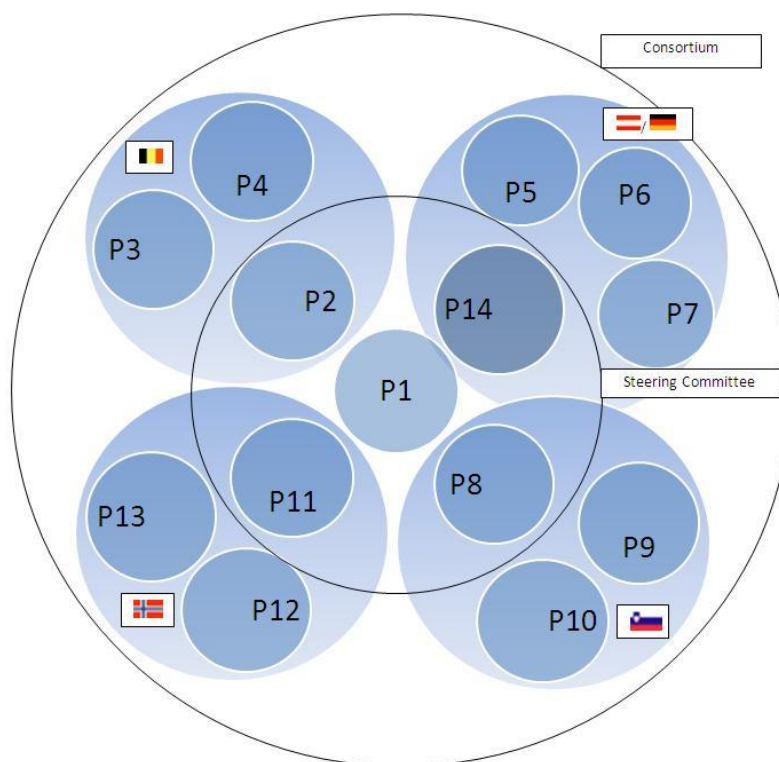 Consortium
/
P4
P5
P6
P3
P2
P14
P7
P1
Steering Committee
P8
P11
P13
P9
P12
P10